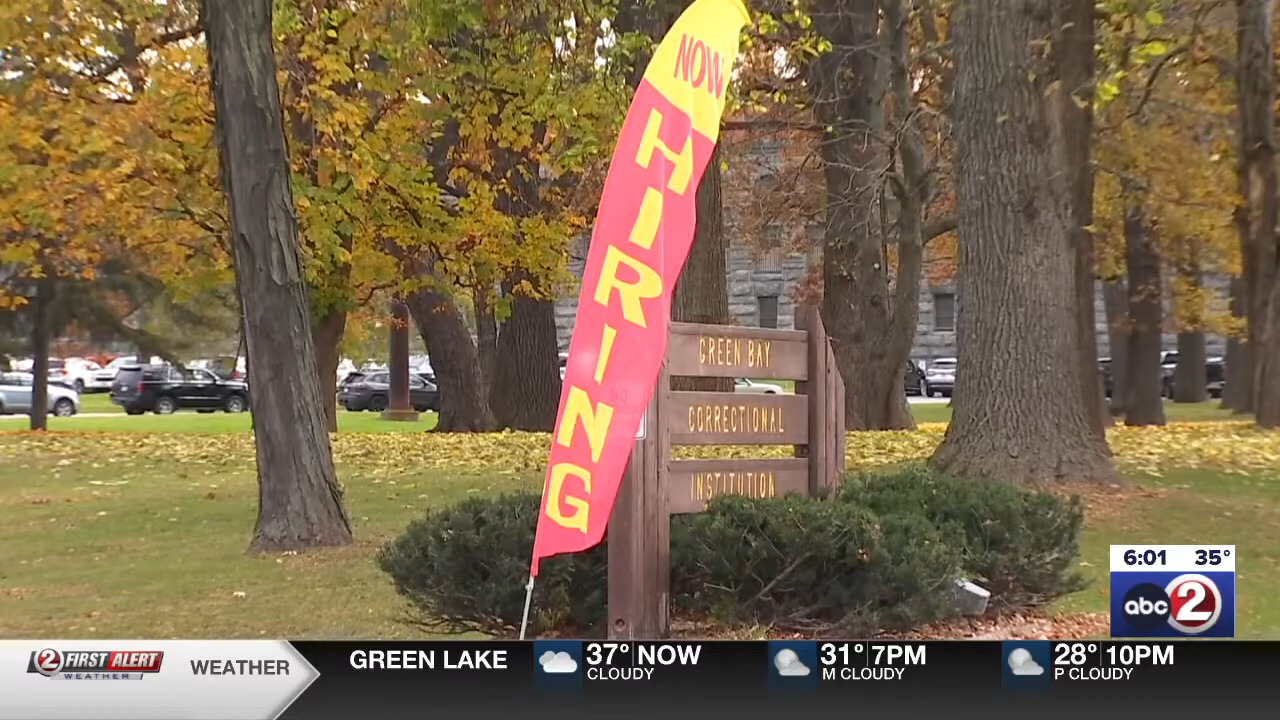 NOW
HIRING
GREEN BAY
CORRECTIONAL
INSTITUTION
6:01 35°
abc 2
2 FIRST ALERT
WEATHER
WEATHER
GREEN LAKE
37° NOW
CLOUDY
31° 7PM
M CLOUDY
28° 10PM
P CLOUDY